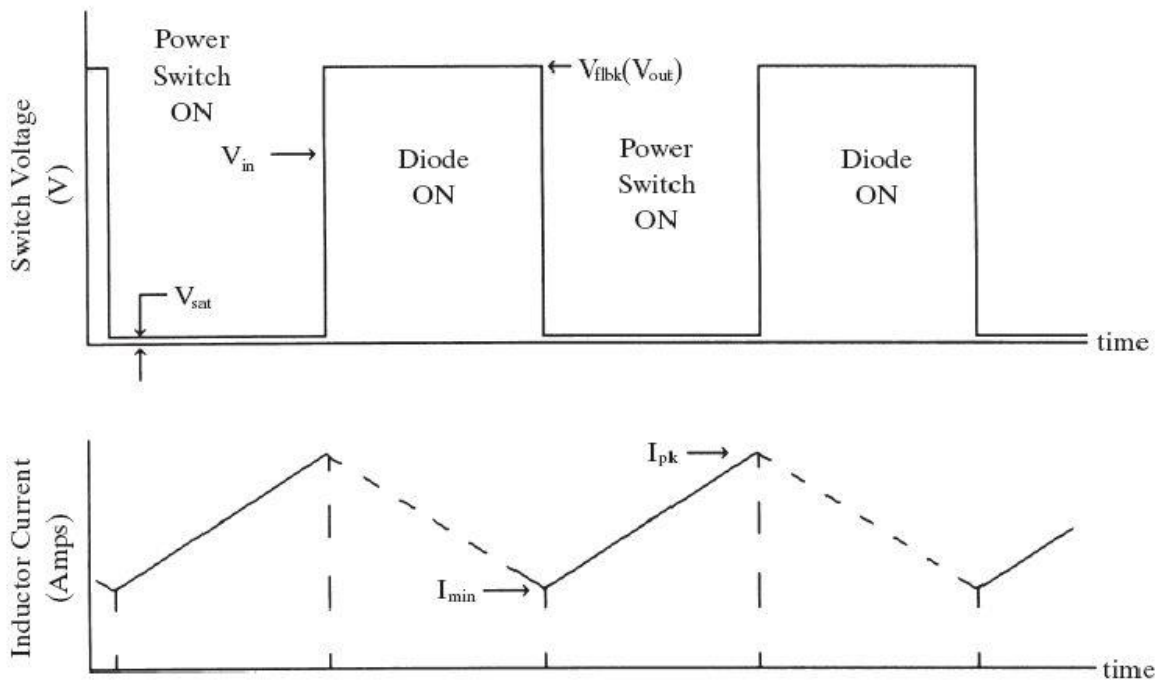 Switch Voltage
(V)
Power
Switch
ON
V_in
V_sat
Diode
ON
V_flbk(V_out)
Power
Switch
ON
Diode
ON
time
Inductor Current
(Amps)
I_min
I_pk
time